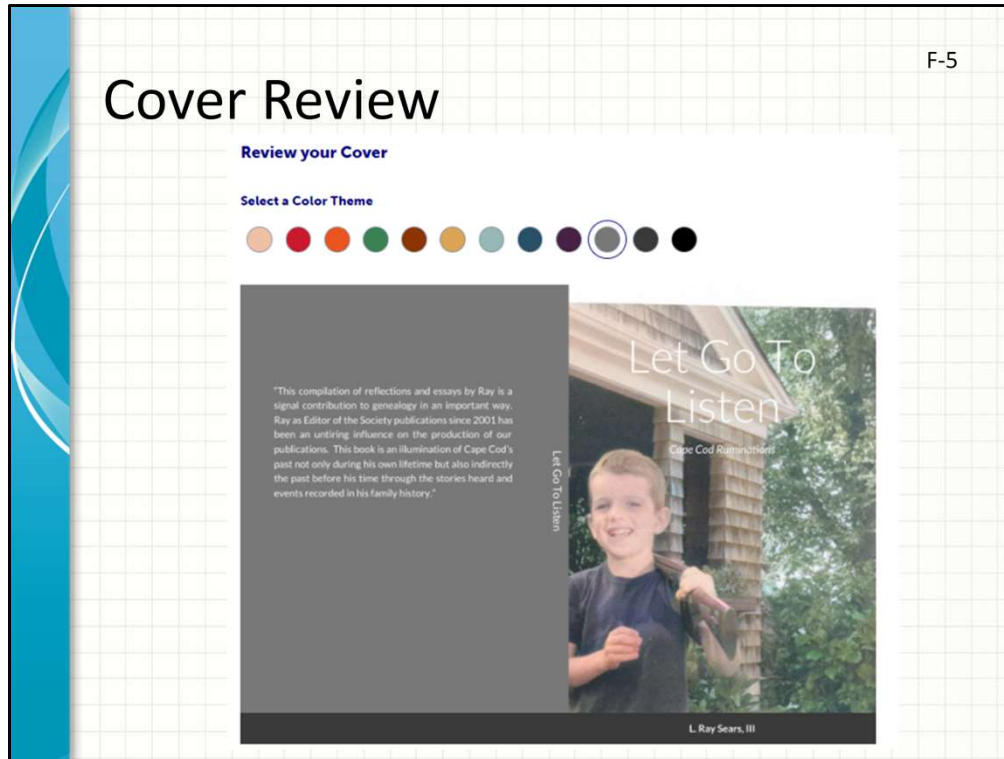 F-5
Cover Review
Review your Cover
Select a Color Theme
"This compilation of reflections and essays by Ray is a
signal contribution to genealogy in an important way.
Ray as Editor of the Society publications since 2001 has
been an untiring influence on the production of our
publications. This book is an illumination of Cape Cod's
past not only during his own lifetime but also indirectly
the past before his time through the stories heard and
events recorded in his family history."
Let Go To Listen
Let Go To
Listen
Cape Cod Ruminations
L. Ray Sears, III